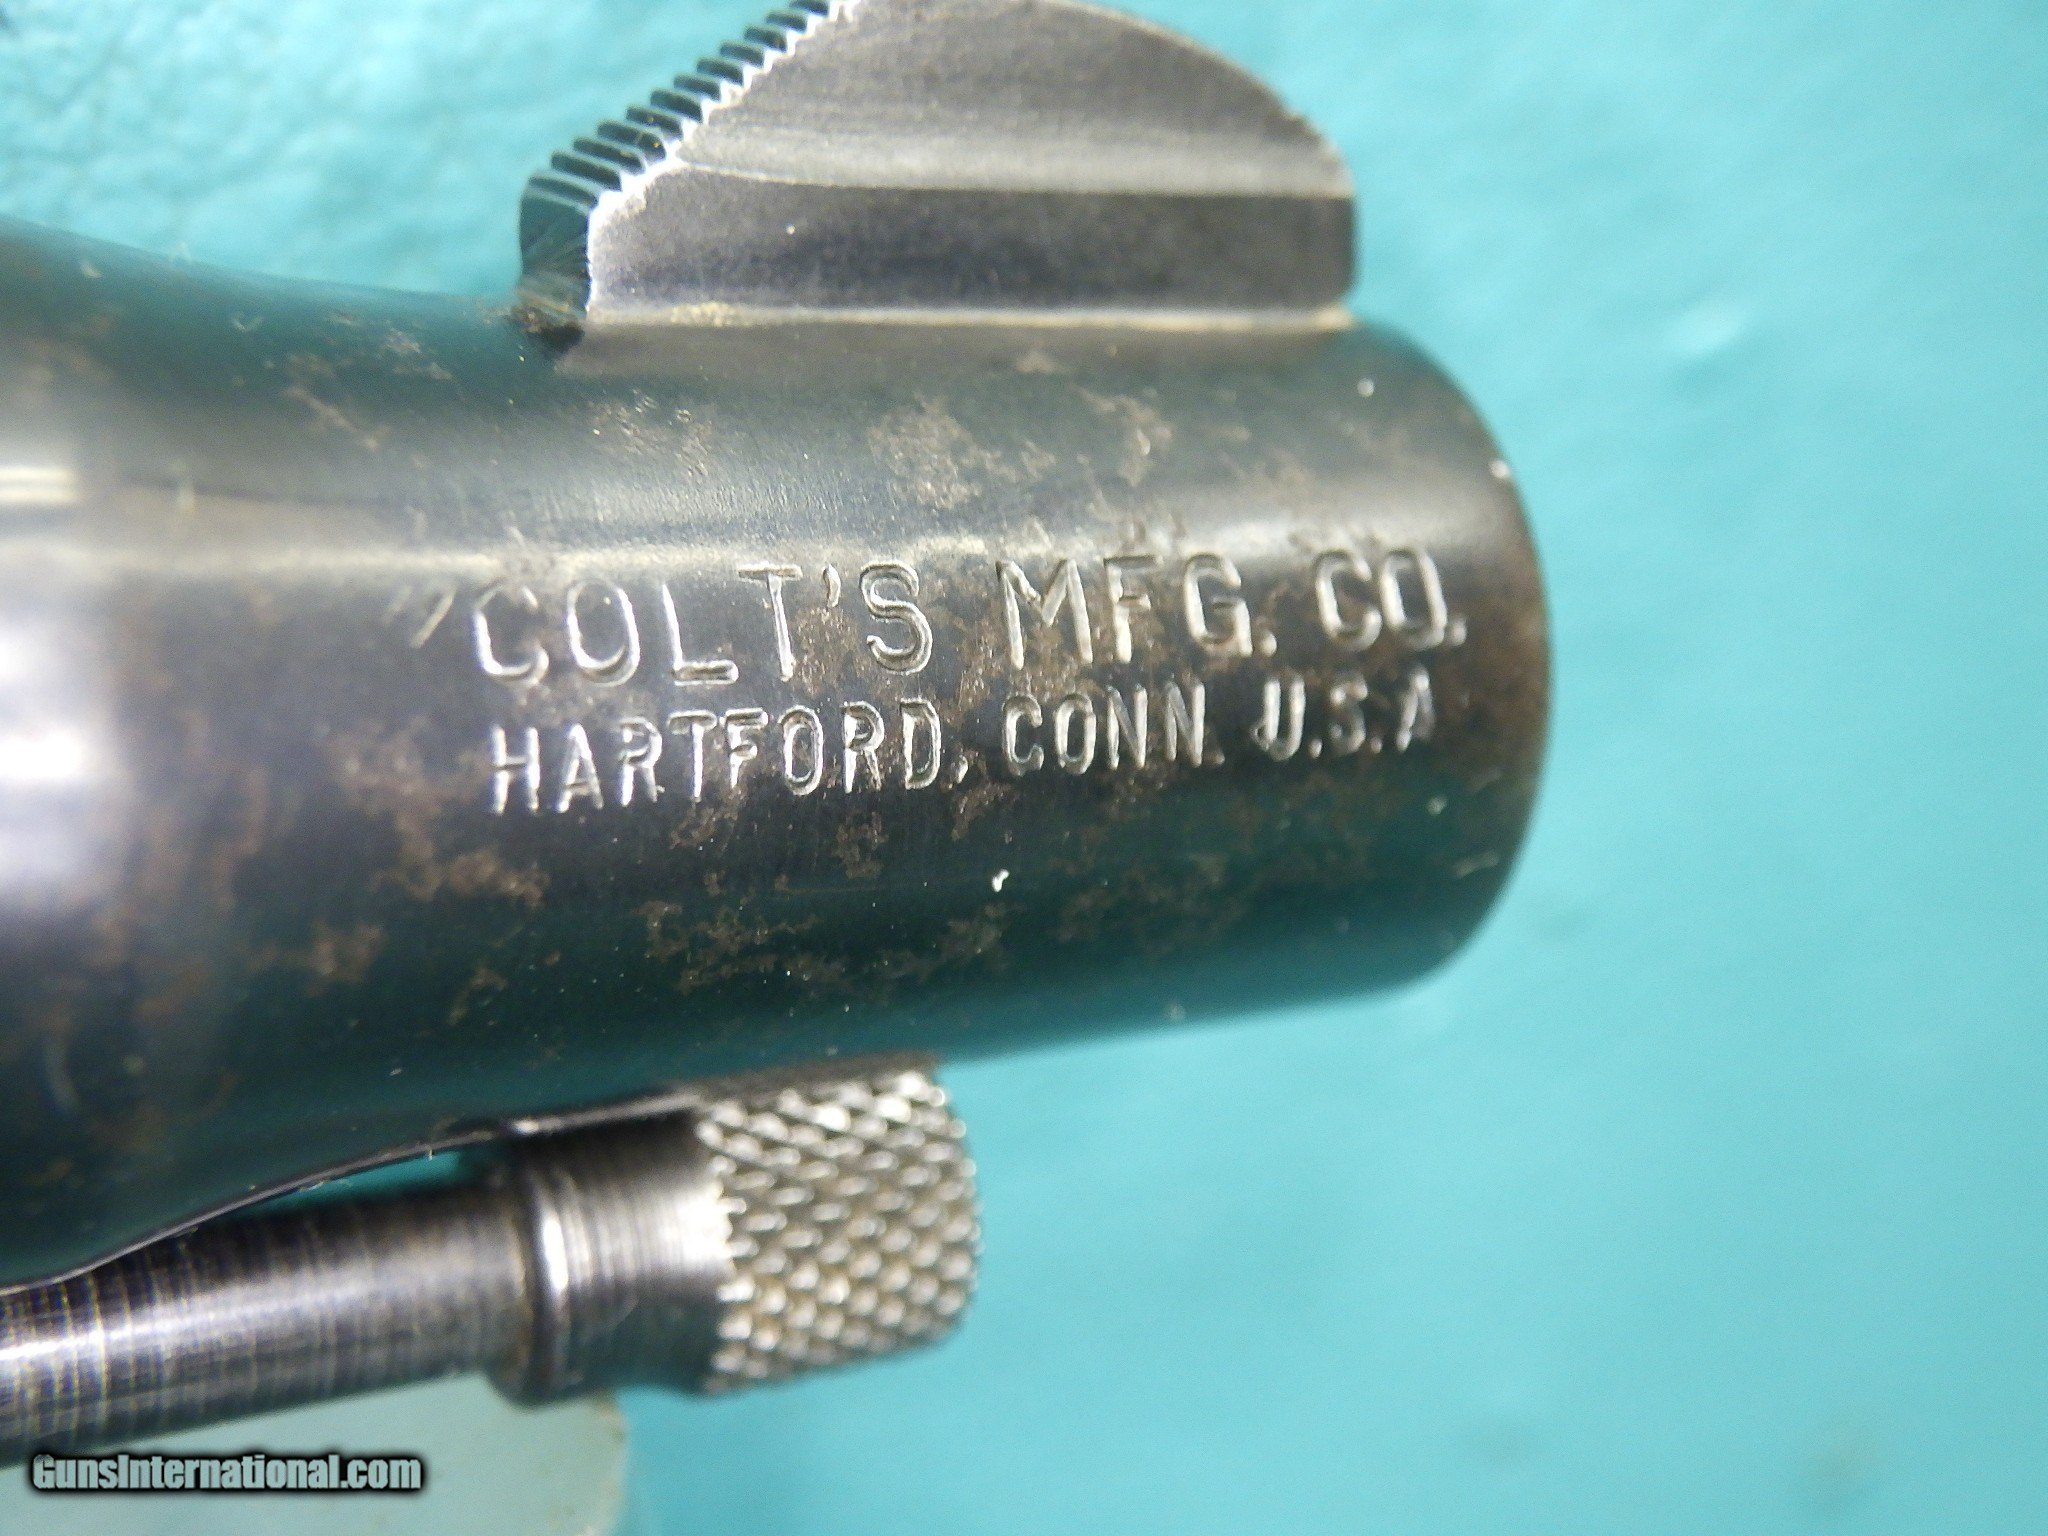 "COLT'S MFG. CO.
HARTFORD, CONN. U.S.A
GunsInternational.com